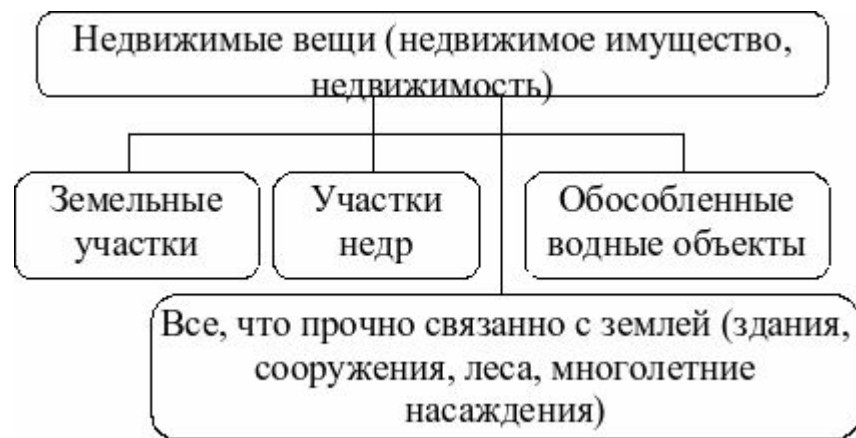 Недвижимые вещи (недвижимое имущество,
недвижимость)
Земельные
участки
Участки
недр
Обособленные
водные объекты
Все, что прочно связанно с землей (здания,
сооружения, леса, многолетние
насаждения)